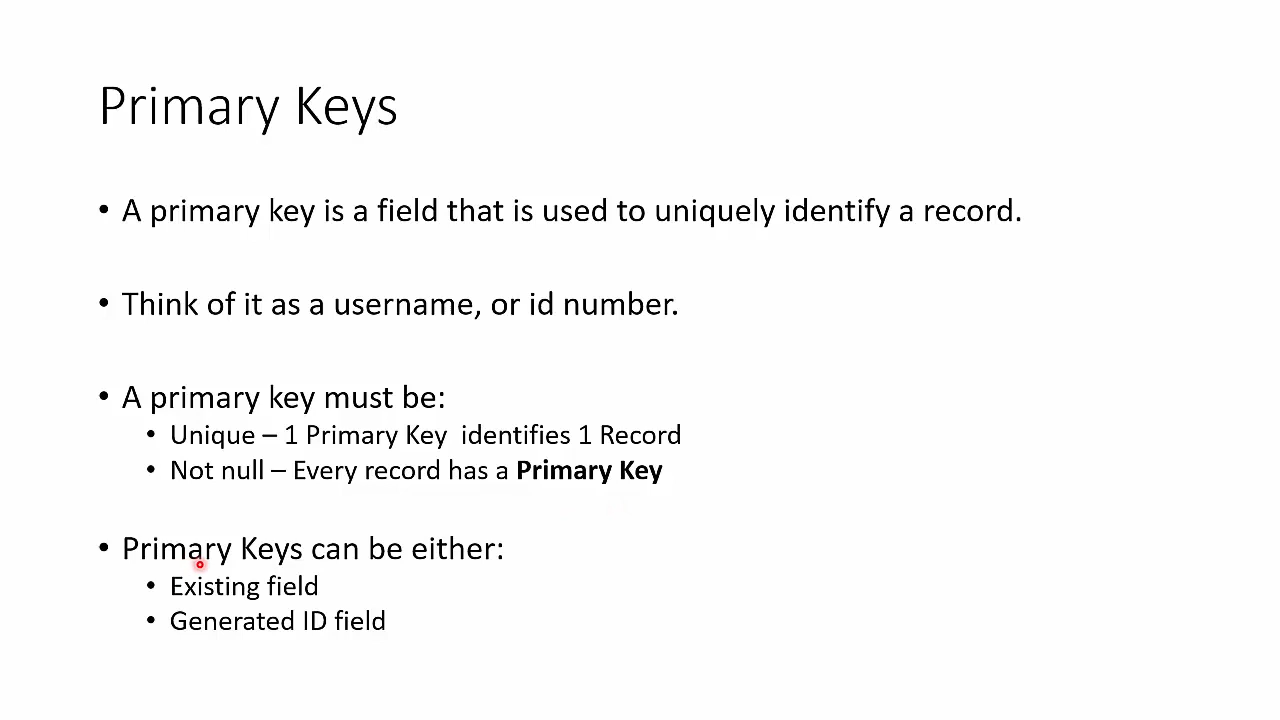 Primary Keys
• A primary key is a field that is used to uniquely identify a record.
• Think of it as a username, or id number.
• A primary key must be:
• Unique – 1 Primary Key  identifies 1 Record
• Not null – Every record has a Primary Key
• Primary Keys can be either:
• Existing field
• Generated ID field